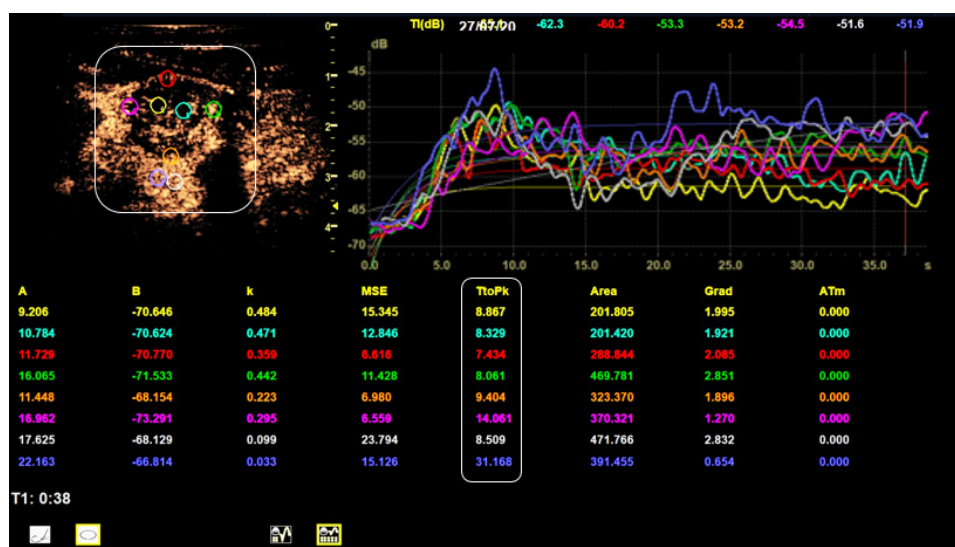 0
TI(dB) 27/07/20 -62.3 -60.2 -53.3 -53.2 -54.5 -51.6 -51.9
dB
1
-45
-50
2
-55
3
-60
4
-65
-70
0.0 5.0 10.0 15.0 20.0 25.0 30.0 35.0 s
A B k MSE TtoPk Area Grad ATm
9.206 -70.646 0.484 15.345 8.867 201.805 1.995 0.000
10.784 -70.624 0.471 12.846 8.329 201.420 1.921 0.000
11.729 -70.770 0.359 6.616 7.434 288.844 2.085 0.000
16.065 -71.533 0.442 11.428 8.061 469.781 2.851 0.000
11.448 -68.154 0.223 6.980 9.404 323.370 1.896 0.000
16.962 -73.291 0.295 6.559 14.061 370.321 1.270 0.000
17.625 -68.129 0.099 23.794 8.509 471.766 2.832 0.000
22.163 -66.814 0.033 15.126 31.168 391.455 0.654 0.000
T1: 0:38